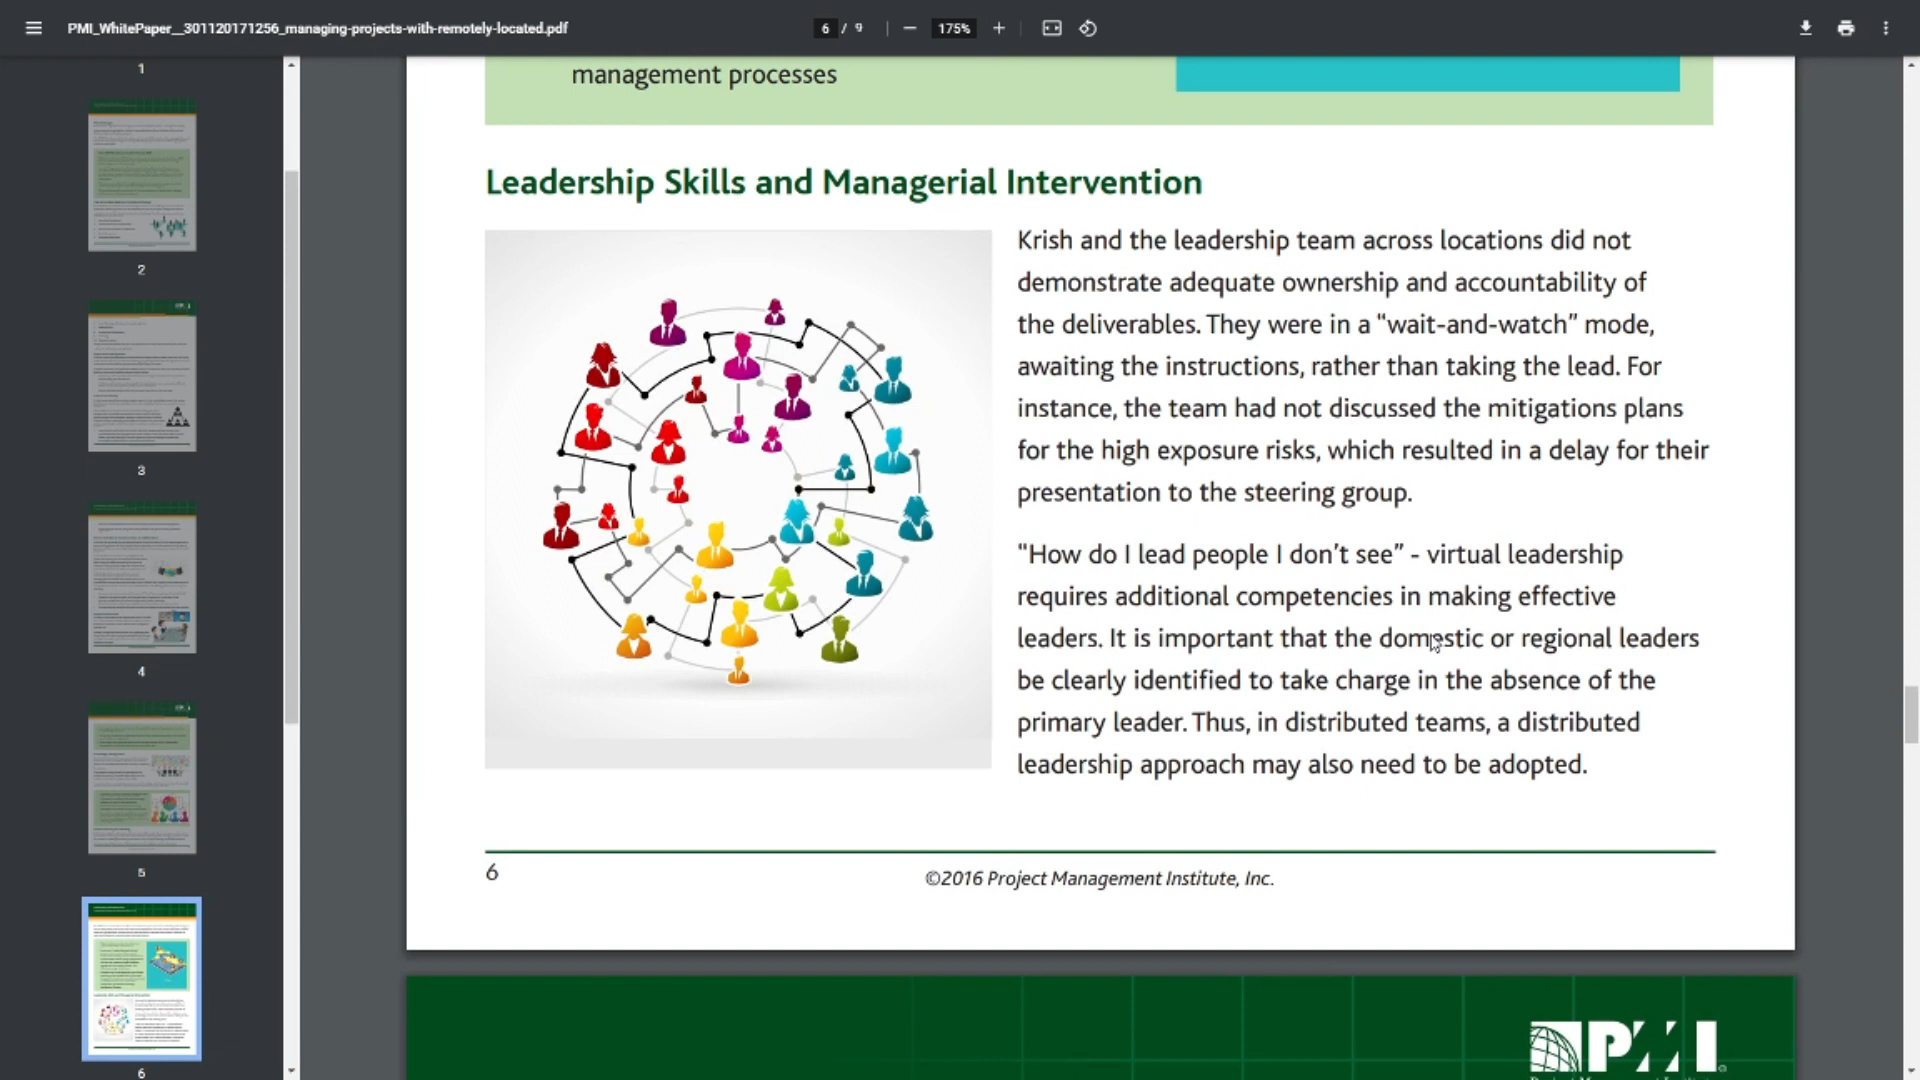 PMI_WhitePaper__301120171256_managing-projects-with-remotely-located.pdf
6 / 9
175%
1
2
3
4
5
6
management processes
Leadership Skills and Managerial Intervention
Krish and the leadership team across locations did not
demonstrate adequate ownership and accountability of
the deliverables. They were in a “wait-and-watch” mode,
awaiting the instructions, rather than taking the lead. For
instance, the team had not discussed the mitigations plans
for the high exposure risks, which resulted in a delay for their
presentation to the steering group.
"How do I lead people I don’t see” - virtual leadership
requires additional competencies in making effective
leaders. It is important that the domestic or regional leaders
be clearly identified to take charge in the absence of the
primary leader. Thus, in distributed teams, a distributed
leadership approach may also need to be adopted.
6
©2016 Project Management Institute, Inc.
PMI